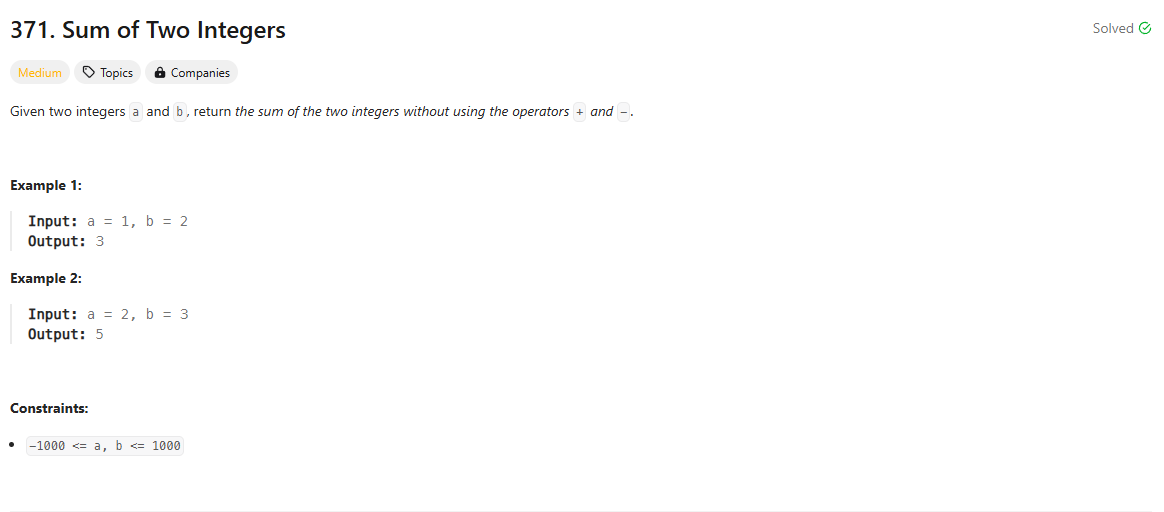 371. Sum of Two Integers
Solved
Medium Topics Companies
Given two integers a and b, return the sum of the two integers without using the operators + and -.
Example 1:
Input: a = 1, b = 2
Output: 3
Example 2:
Input: a = 2, b = 3
Output: 5
Constraints:
-1000 <= a, b <= 1000